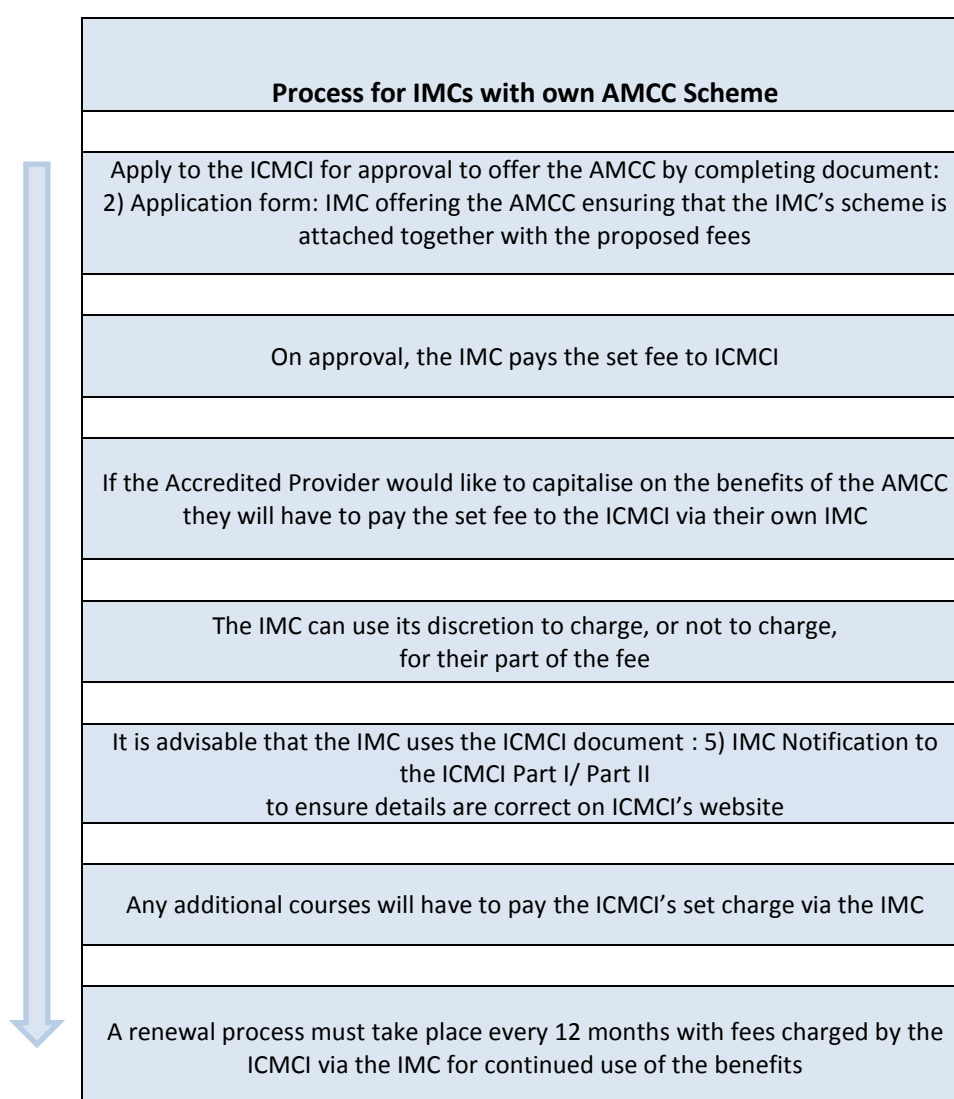 Process for IMCs with own AMCC Scheme
Apply to the ICMCI for approval to offer the AMCC by completing document:
2) Application form: IMC offering the AMCC ensuring that the IMC’s scheme is
attached together with the proposed fees
On approval, the IMC pays the set fee to ICMCI
If the Accredited Provider would like to capitalise on the benefits of the AMCC
they will have to pay the set fee to the ICMCI via their own IMC
The IMC can use its discretion to charge, or not to charge,
for their part of the fee
It is advisable that the IMC uses the ICMCI document : 5) IMC Notification to
the ICMCI Part I/ Part II
to ensure details are correct on ICMCI’s website
Any additional courses will have to pay the ICMCI’s set charge via the IMC
A renewal process must take place every 12 months with fees charged by the
ICMCI via the IMC for continued use of the benefits